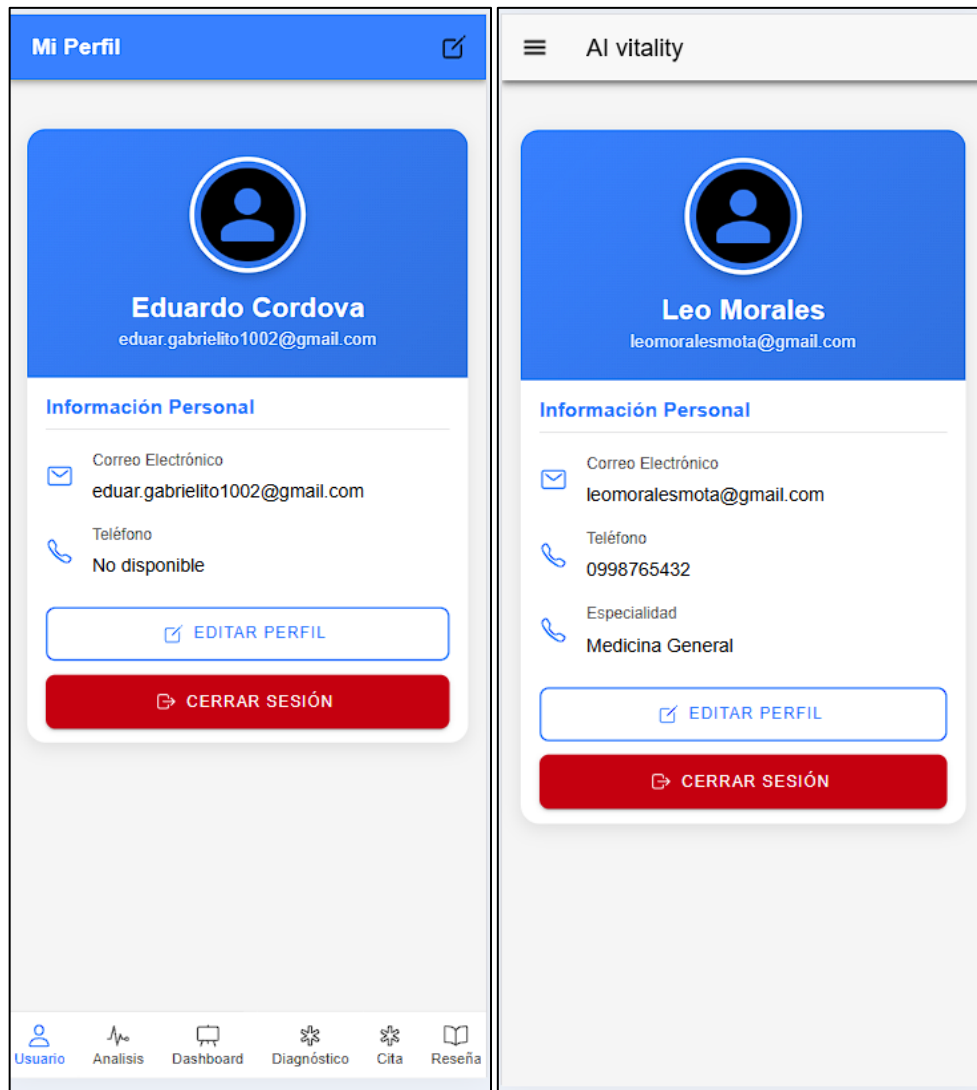 Mi Perfil
Eduardo Cordova
eduar.gabrielito1002@gmail.com
Información Personal
Correo Electrónico
eduar.gabrielito1002@gmail.com
Teléfono
No disponible
EDITAR PERFIL
CERRAR SESIÓN
Usuario
Analisis
Dashboard
Diagnóstico
Cita
Reseña
AI vitality
Leo Morales
leomoralesmota@gmail.com
Información Personal
Correo Electrónico
leomoralesmota@gmail.com
Teléfono
0998765432
Especialidad
Medicina General
EDITAR PERFIL
CERRAR SESIÓN